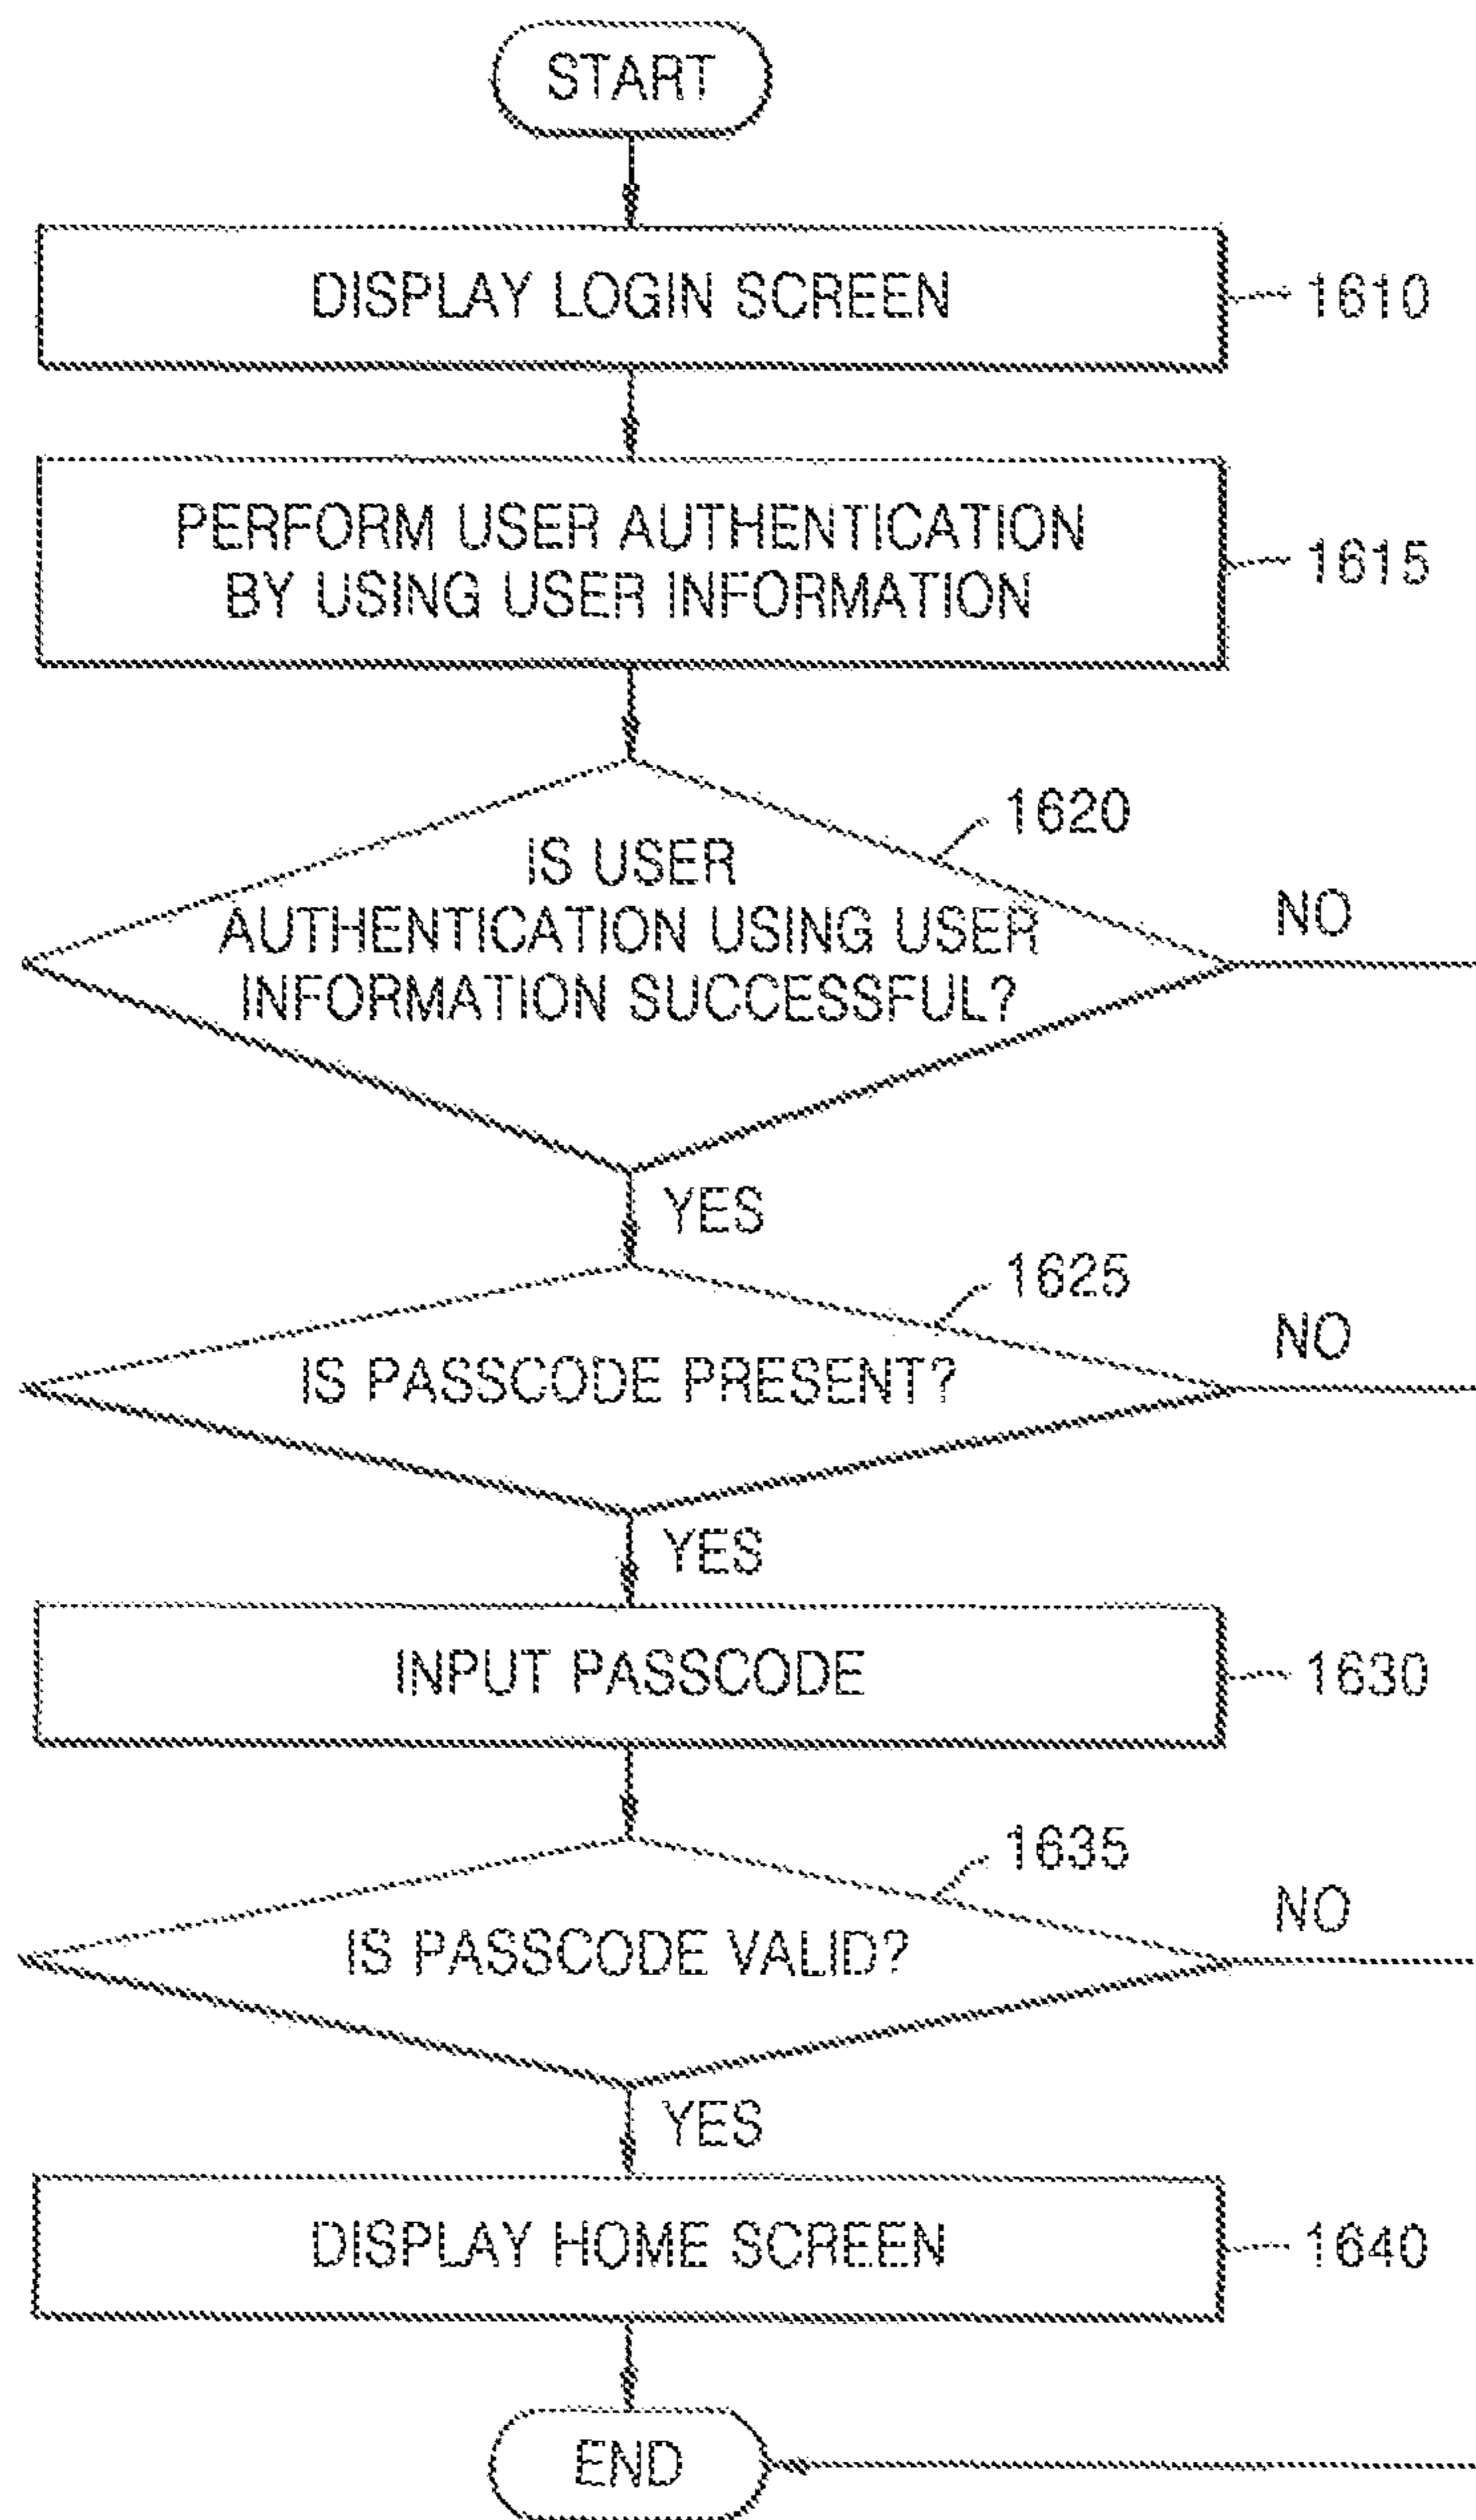 START
DISPLAY LOGIN SCREEN
1610
PERFORM USER AUTHENTICATION
BY USING USER INFORMATION
1615
1620
IS USER
AUTHENTICATION USING USER
INFORMATION SUCCESSFUL?
NO
YES
1625
IS PASSCODE PRESENT?
NO
YES
INPUT PASSCODE
1630
1635
IS PASSCODE VALID?
NO
YES
DISPLAY HOME SCREEN
1640
END